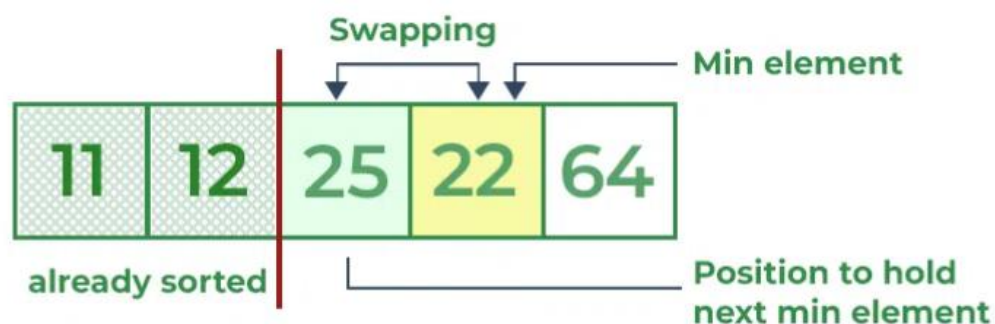 Swapping
Min element
11 12 25 22 64
already sorted
Position to hold
next min element